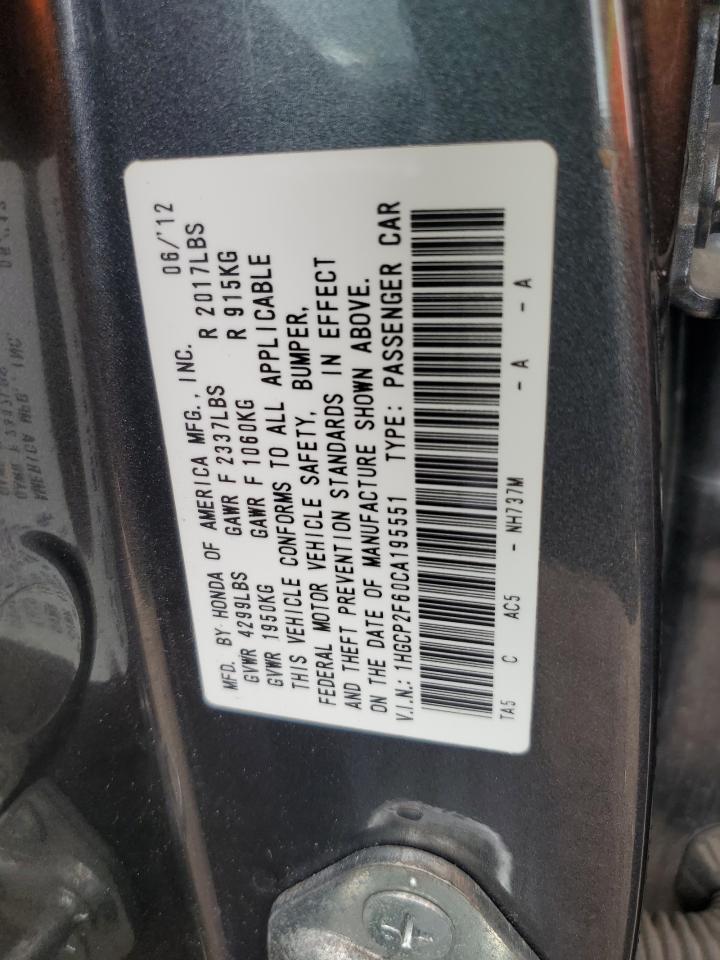 MFD. BY HONDA OF AMERICA MFG., INC. 06/'12
GVWR 4299LBS GAWR F 2337LBS R 2017LBS
GVWR 1950KG GAWR F 1060KG R 915KG
THIS VEHICLE CONFORMS TO ALL APPLICABLE
FEDERAL MOTOR VEHICLE SAFETY, BUMPER,
AND THEFT PREVENTION STANDARDS IN EFFECT
ON THE DATE OF MANUFACTURE SHOWN ABOVE.
V.I.N.: 1HGCP2F60CA195551 TYPE: PASSENGER CAR
TA5 C AC5 - NH737M - A - A